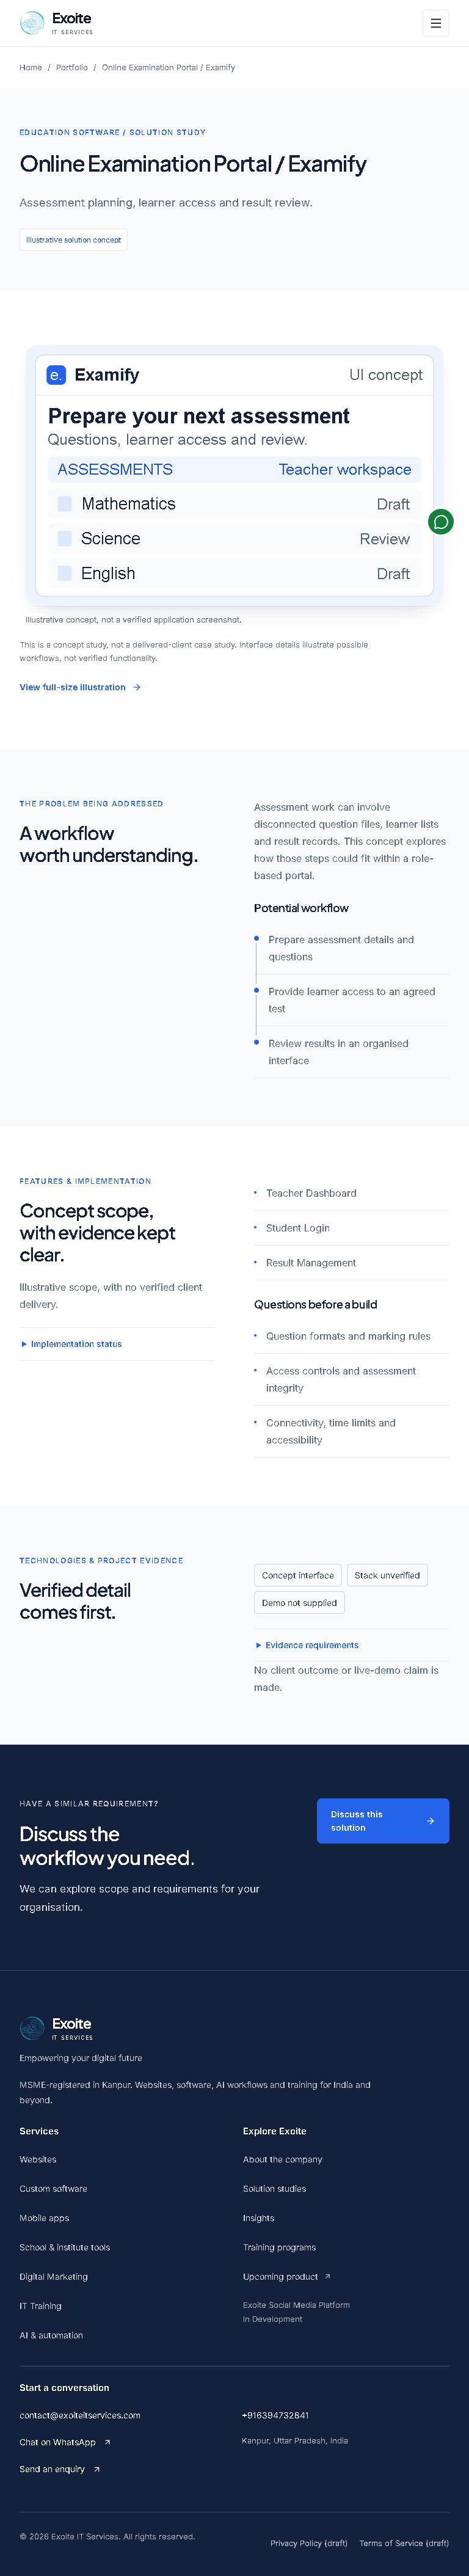 Exoite
IT SERVICES
Home / Portfolio / Online Examination Portal / Examify
EDUCATION SOFTWARE / SOLUTION STUDY
Online Examination Portal / Examify
Assessment planning, learner access and result review.
Illustrative solution concept
e. Examify
UI concept
Prepare your next assessment
Questions, learner access and review.
ASSESSMENTS
Teacher workspace
Mathematics
Draft
Science
Review
English
Draft
Illustrative concept, not a verified application screenshot.
This is a concept study, not a delivered-client case study. Interface details illustrate possible
workflows, not verified functionality.
View full-size illustration
THE PROBLEM BEING ADDRESSED
A workflow
worth understanding.
Assessment work can involve
disconnected question files, learner lists
and result records. This concept explores
how those steps could fit within a role-
based portal.
Potential workflow
Prepare assessment details and
questions
Provide learner access to an agreed
test
Review results in an organised
interface
FEATURES & IMPLEMENTATION
Concept scope,
with evidence kept
clear.
Illustrative scope, with no verified client
delivery.
Implementation status
Teacher Dashboard
Student Login
Result Management
Questions before a build
Question formats and marking rules
Access controls and assessment
integrity
Connectivity, time limits and
accessibility
TECHNOLOGIES & PROJECT EVIDENCE
Verified detail
comes first.
Concept interface
Stack unverified
Demo not supplied
Evidence requirements
No client outcome or live-demo claim is
made.
HAVE A SIMILAR REQUIREMENT?
Discuss the
workflow you need.
We can explore scope and requirements for your
organisation.
Discuss this
solution
Exoite
IT SERVICES
Empowering your digital future
MSME-registered in Kanpur. Websites, software, AI workflows and training for India and
beyond.
Services
Websites
Custom software
Mobile apps
School & institute tools
Digital Marketing
IT Training
AI & automation
Explore Exoite
About the company
Solution studies
Insights
Training programs
Upcoming product
Exoite Social Media Platform
In Development
Start a conversation
contact@exoiteitservices.com
Chat on WhatsApp
Send an enquiry
+916394732841
Kanpur, Uttar Pradesh, India
© 2026 Exoite IT Services. All rights reserved.
Privacy Policy (draft)
Terms of Service (draft)